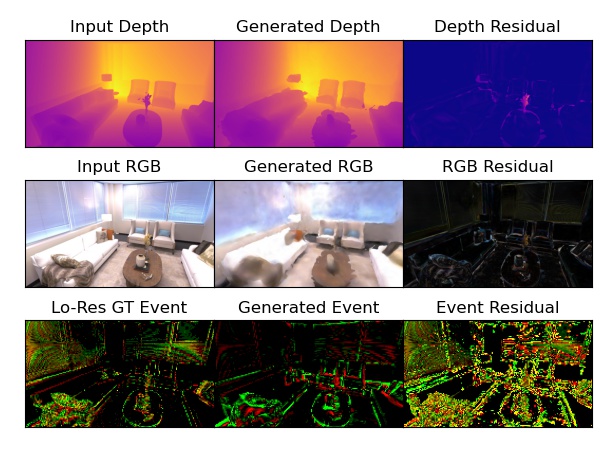 Input Depth
Generated Depth
Depth Residual
Input RGB
Generated RGB
RGB Residual
Lo-Res GT Event
Generated Event
Event Residual